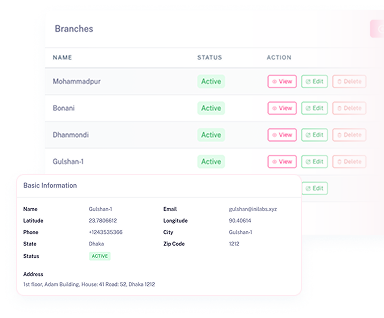 Branches
NAME STATUS ACTION
Mohammadpur Active View Edit Delete
Bonani Active View Edit Delete
Dhanmondi Active View Edit Delete
Gulshan-1 Active View Edit Delete
Edit
Basic Information
Name Gulshan-1 Email gulshan@inilabs.xyz
Latitude 23.7806612 Longitude 90.40614
Phone +1243535366 City Gulshan-1
State Dhaka Zip Code 1212
Status ACTIVE
Address
1st floor, Adam Building, House: 41 Road: 52, Dhaka 1212